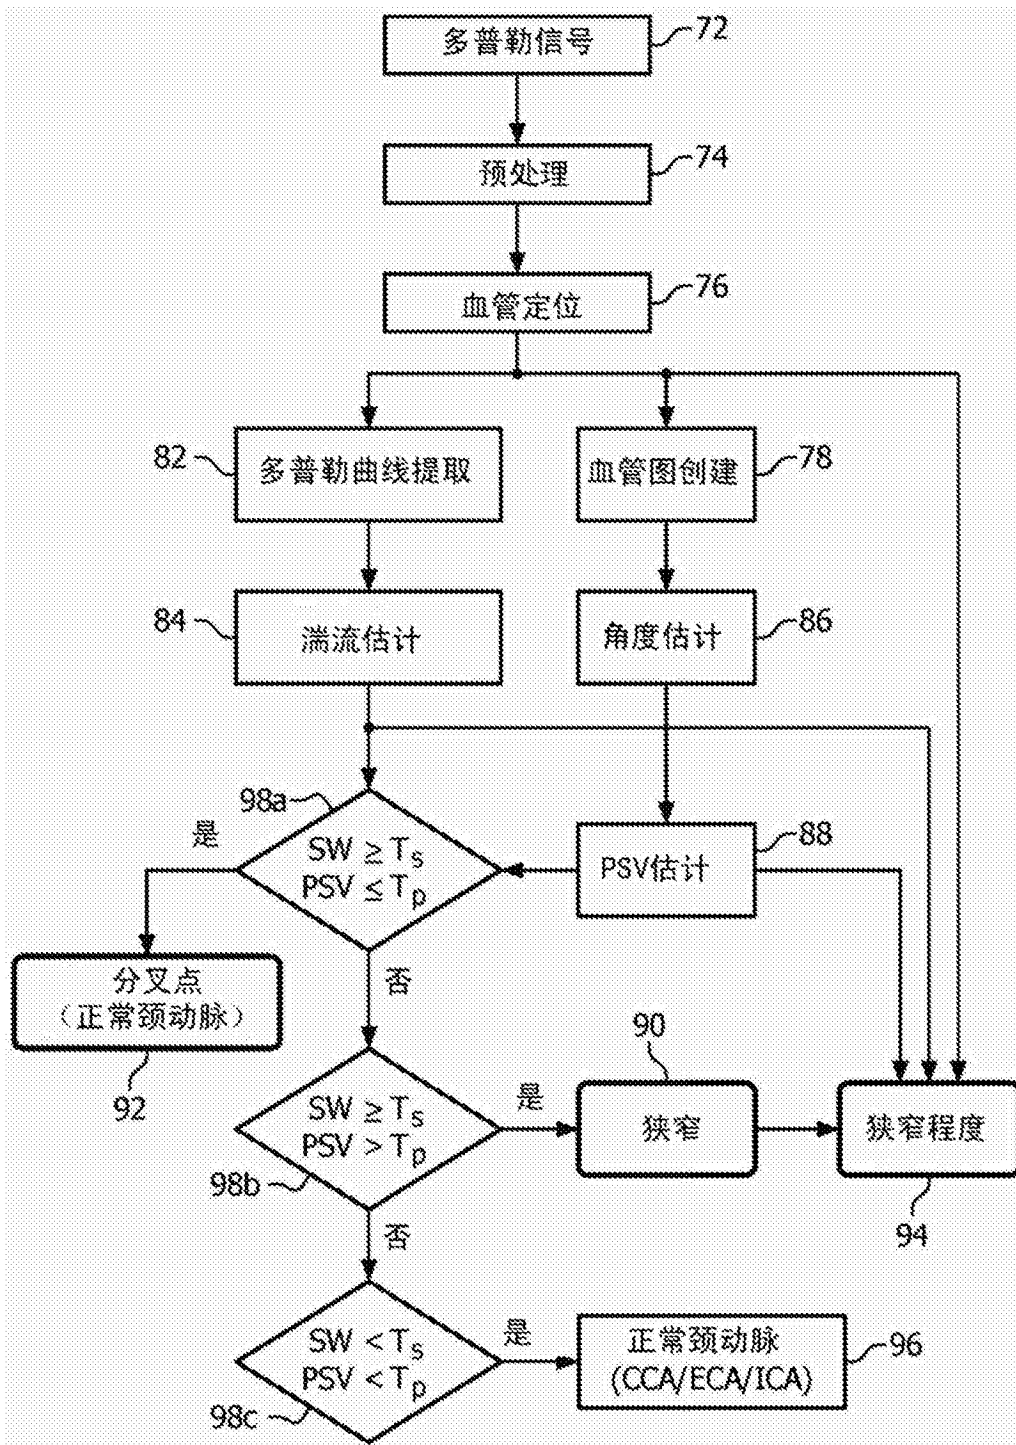 多普勒信号
72
预处理
74
血管定位
76
82
多普勒曲线提取
血管图创建
78
84
湍流估计
角度估计
86
98a
是
SW ≥ Ts
PSV ≤ Tp
PSV估计
88
分叉点
（正常颈动脉）
92
否
90
SW ≥ Ts
PSV > Tp
98b
是
狭窄
狭窄程度
94
否
SW < Ts
PSV < Tp
98c
是
正常颈动脉
(CCA/ECA/ICA)
96